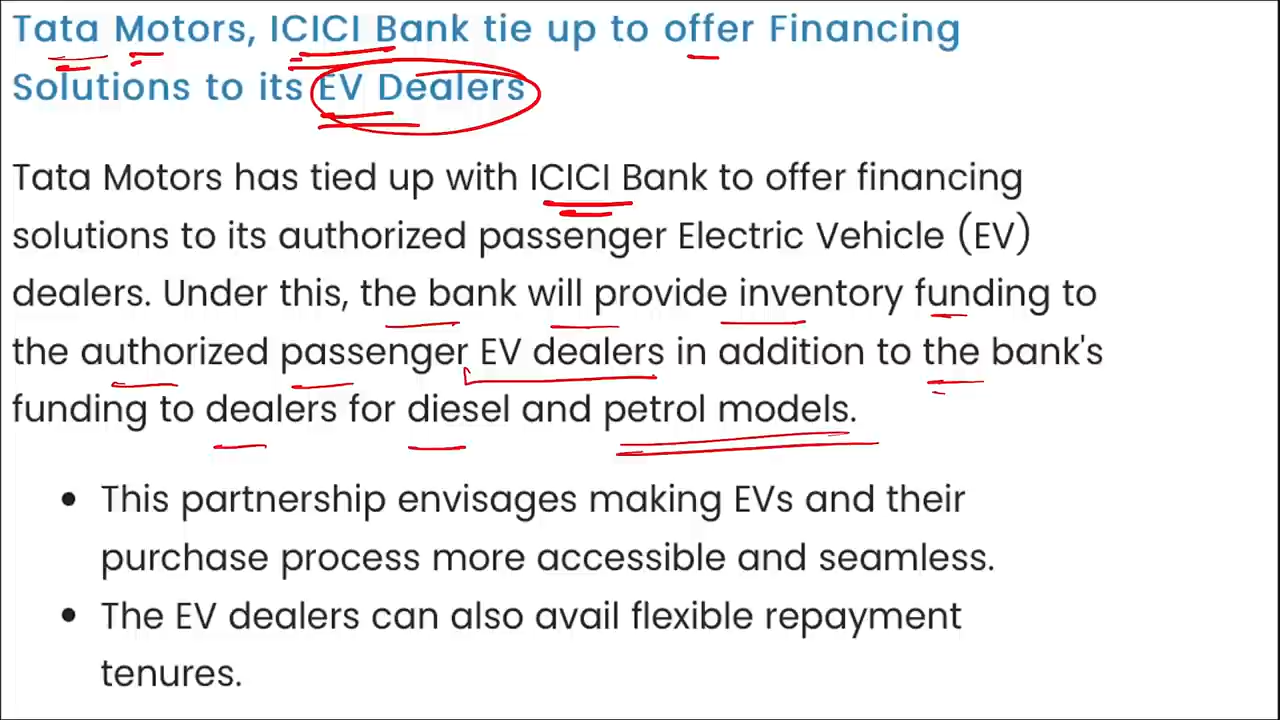 Tata Motors, ICICI Bank tie up to offer Financing
Solutions to its EV Dealers
Tata Motors has tied up with ICICI Bank to offer financing
solutions to its authorized passenger Electric Vehicle (EV)
dealers. Under this, the bank will provide inventory funding to
the authorized passenger EV dealers in addition to the bank's
funding to dealers for diesel and petrol models.
• This partnership envisages making EVs and their
purchase process more accessible and seamless.
• The EV dealers can also avail flexible repayment
tenures.